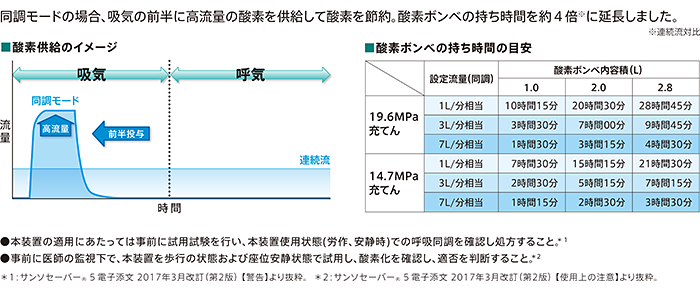 同調モードの場合、吸気の前半に高流量の酸素を供給して酸素を節約。酸素ボンベの持ち時間を約４倍※に延長しました。
※連続流対比
■酸素供給のイメージ
吸気
呼気
同調モード
高流量
前半投与
流量
連続流
時間
■酸素ボンベの持ち時間の目安
設定流量(同調) 酸素ボンベ内容積(L)
1.0 2.0 2.8
19.6MPa充てん
1L/分相当 10時間15分 20時間30分 28時間45分
3L/分相当 3時間30分 7時間00分 9時間45分
7L/分相当 1時間30分 3時間15分 4時間30分
14.7MPa充てん
1L/分相当 7時間30分 15時間15分 21時間30分
3L/分相当 2時間30分 5時間15分 7時間15分
7L/分相当 1時間15分 2時間30分 3時間30分
●本装置の適用にあたっては事前に試用試験を行い、本装置使用状態(労作、安静時)での呼吸同調を確認し処方すること。*1
●事前に医師の監視下で、本装置を歩行の状態および座位安静状態で試用し、酸素化を確認し、適否を判断すること。*2
＊1：サンソセーバー®５電子添文 2017年3月改訂（第2版）【警告】より抜粋。 ＊2：サンソセーバー®５電子添文 2017年3月改訂（第2版）【使用上の注意】より抜粋。